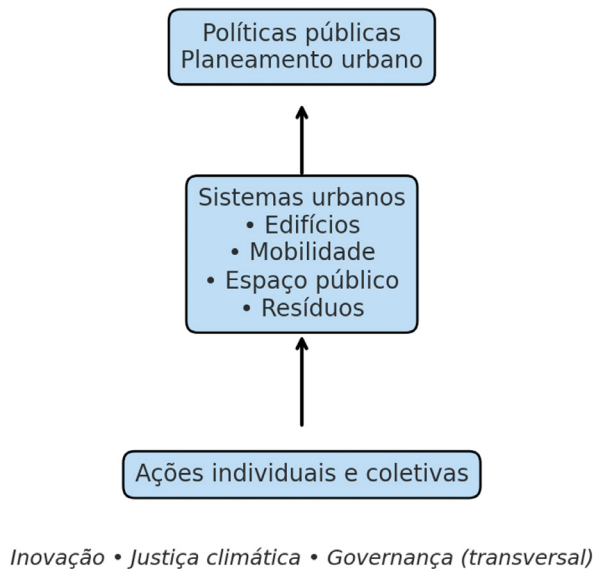 Políticas públicas
Planeamento urbano
Sistemas urbanos
• Edifícios
• Mobilidade
• Espaço público
• Resíduos
Ações individuais e coletivas
Inovação • Justiça climática • Governança (transversal)